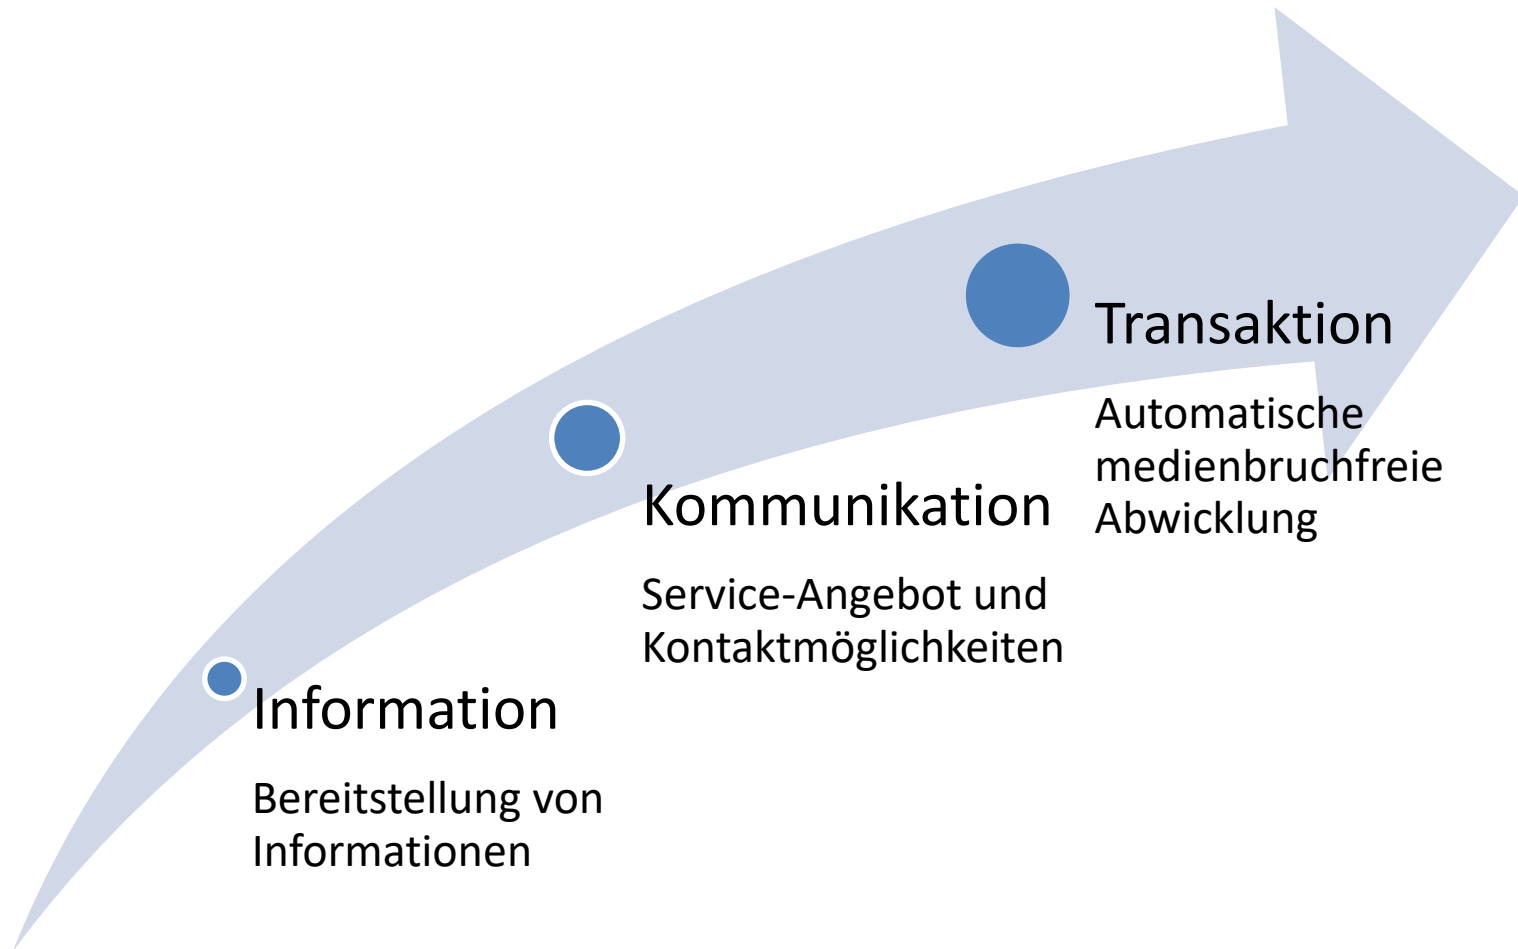 Information
Bereitstellung von
Informationen
Kommunikation
Service-Angebot und
Kontaktmöglichkeiten
Transaktion
Automatische
medienbruchfreie
Abwicklung